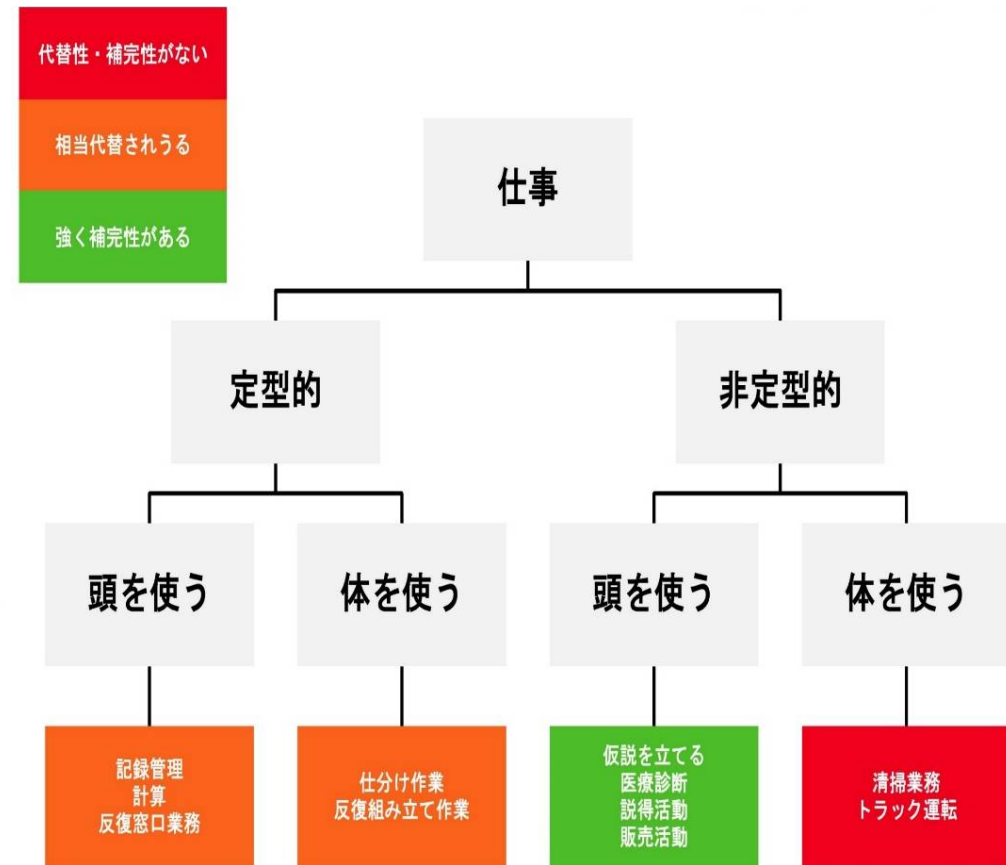 代替性・補完性がない
相当代替されうる
強く補完性がある
仕事
定型的
非定型的
頭を使う
体を使う
頭を使う
体を使う
記録管理
計算
反復窓口業務
仕分け作業
反復組み立て作業
仮説を立てる
医療診断
説得活動
販売活動
清掃業務
トラック運転